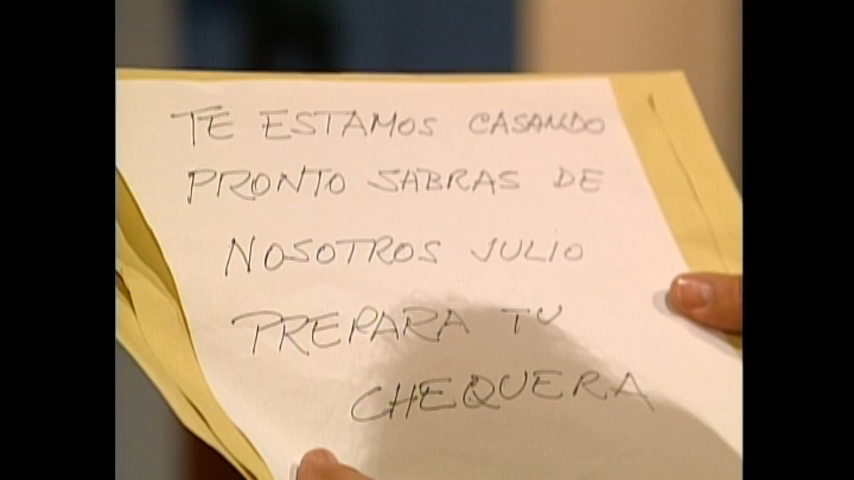 TE ESTAMOS CASANDO
PRONTO SABRAS DE
NOSOTROS JULIO
PREPARA TU
CHEQUERA